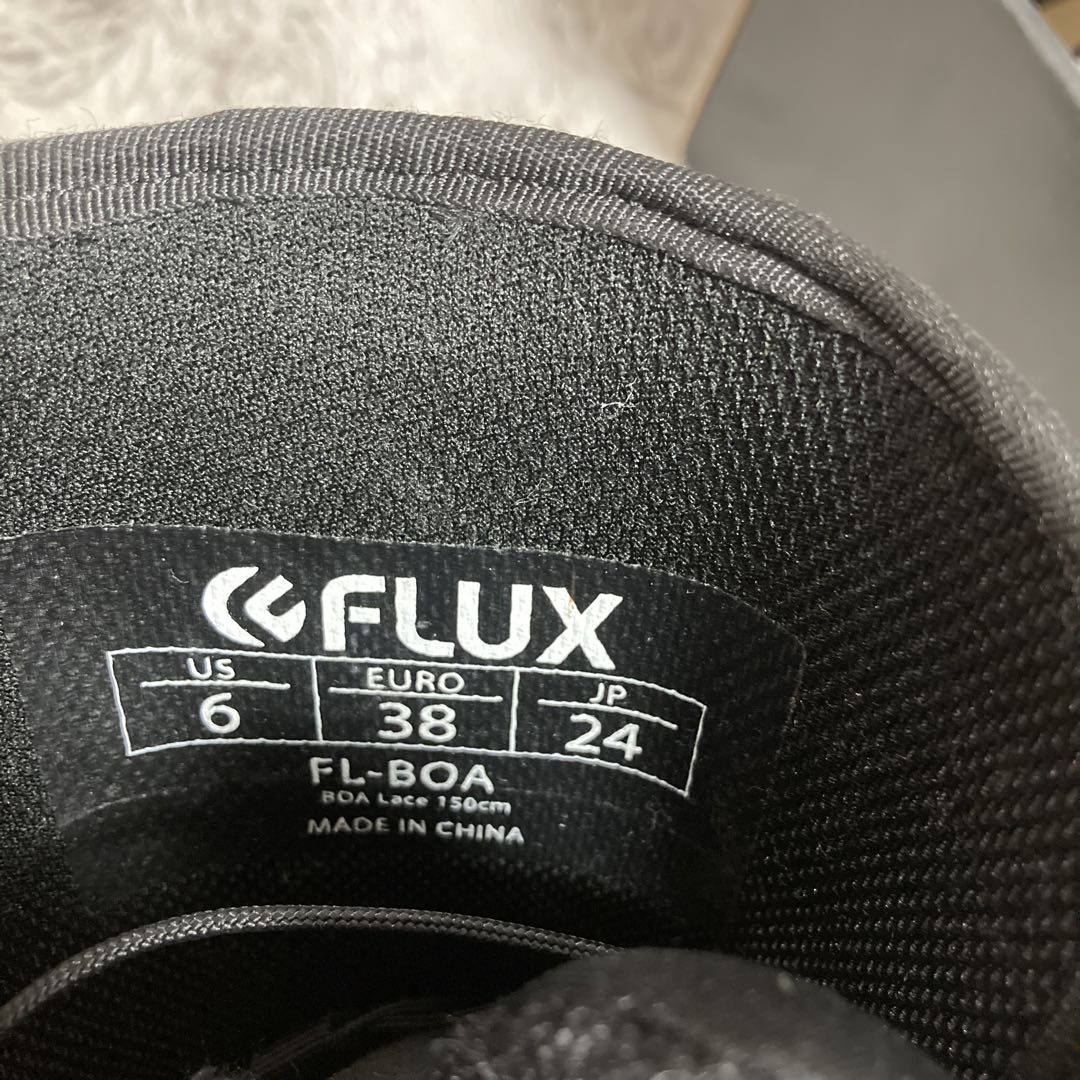 FLUX
US EURO JP
6 38 24
FL-BOA
BOA Lace 150cm
MADE IN CHINA